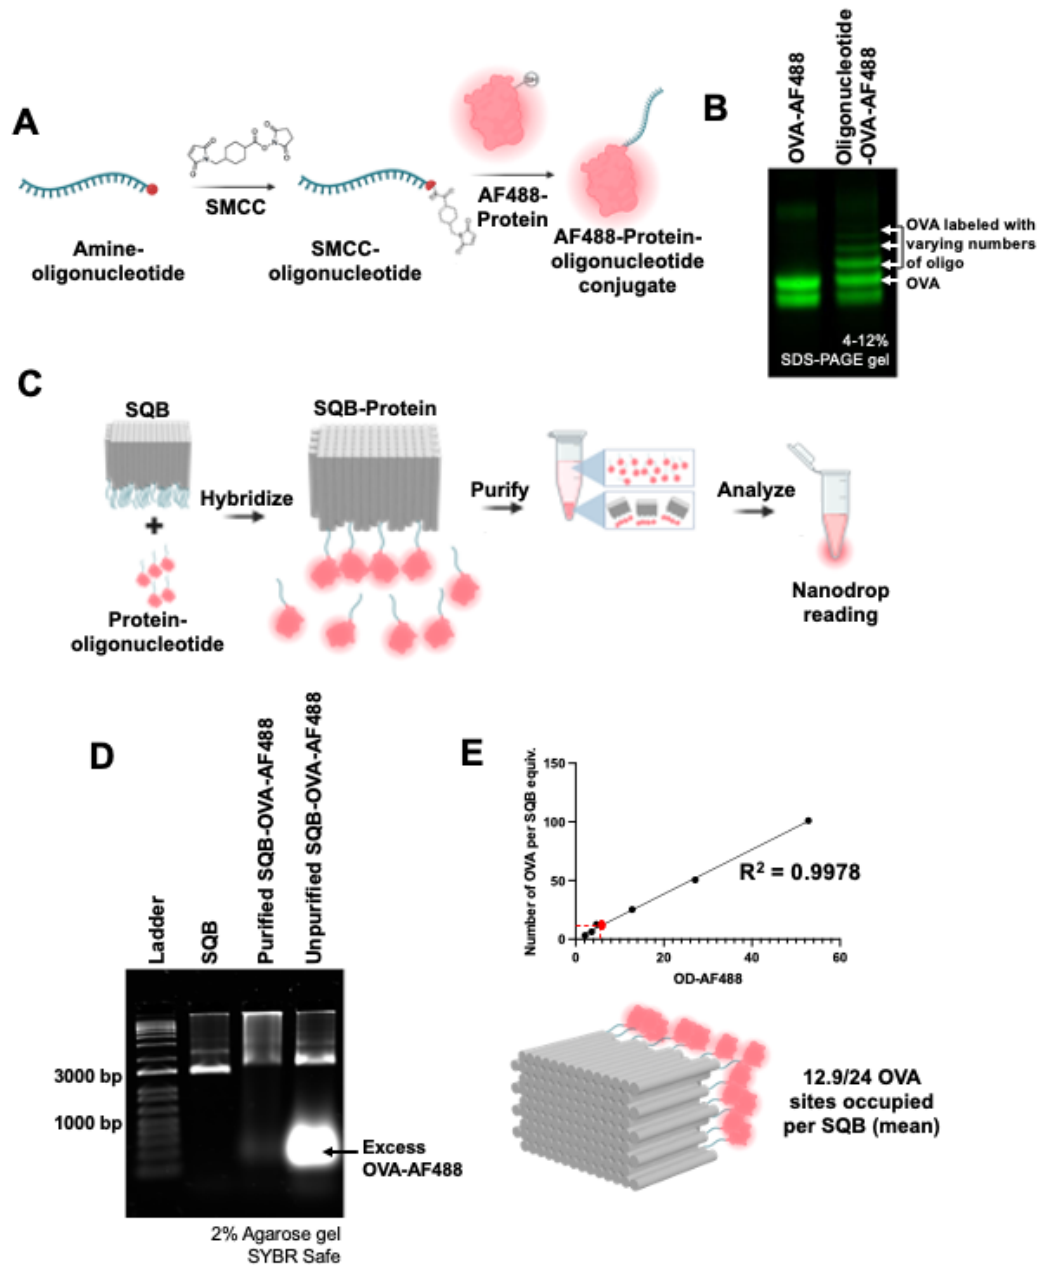 A
SMCC
Amine-
oligonucleotide
SMCC-
oligonucleotide
SH
AF488-
Protein
AF488-Protein-
oligonucleotide
conjugate
B
OVA-AF488
Oligonucleotide
-OVA-AF488
OVA labeled with
varying numbers
of oligo
OVA
4-12%
SDS-PAGE gel
C
SQB
+
Protein-
oligonucleotide
Hybridize
SQB-Protein
Purify
Analyze
Nanodrop
reading
D
Ladder
SQB
Purified SQB-OVA-AF488
Unpurified SQB-OVA-AF488
3000 bp
1000 bp
Excess
OVA-AF488
2% Agarose gel
SYBR Safe
E
Number of OVA per SQB equiv.
150
100
50
0
0
20
40
60
OD-AF488
R² = 0.9978
12.9/24 OVA
sites occupied
per SQB (mean)